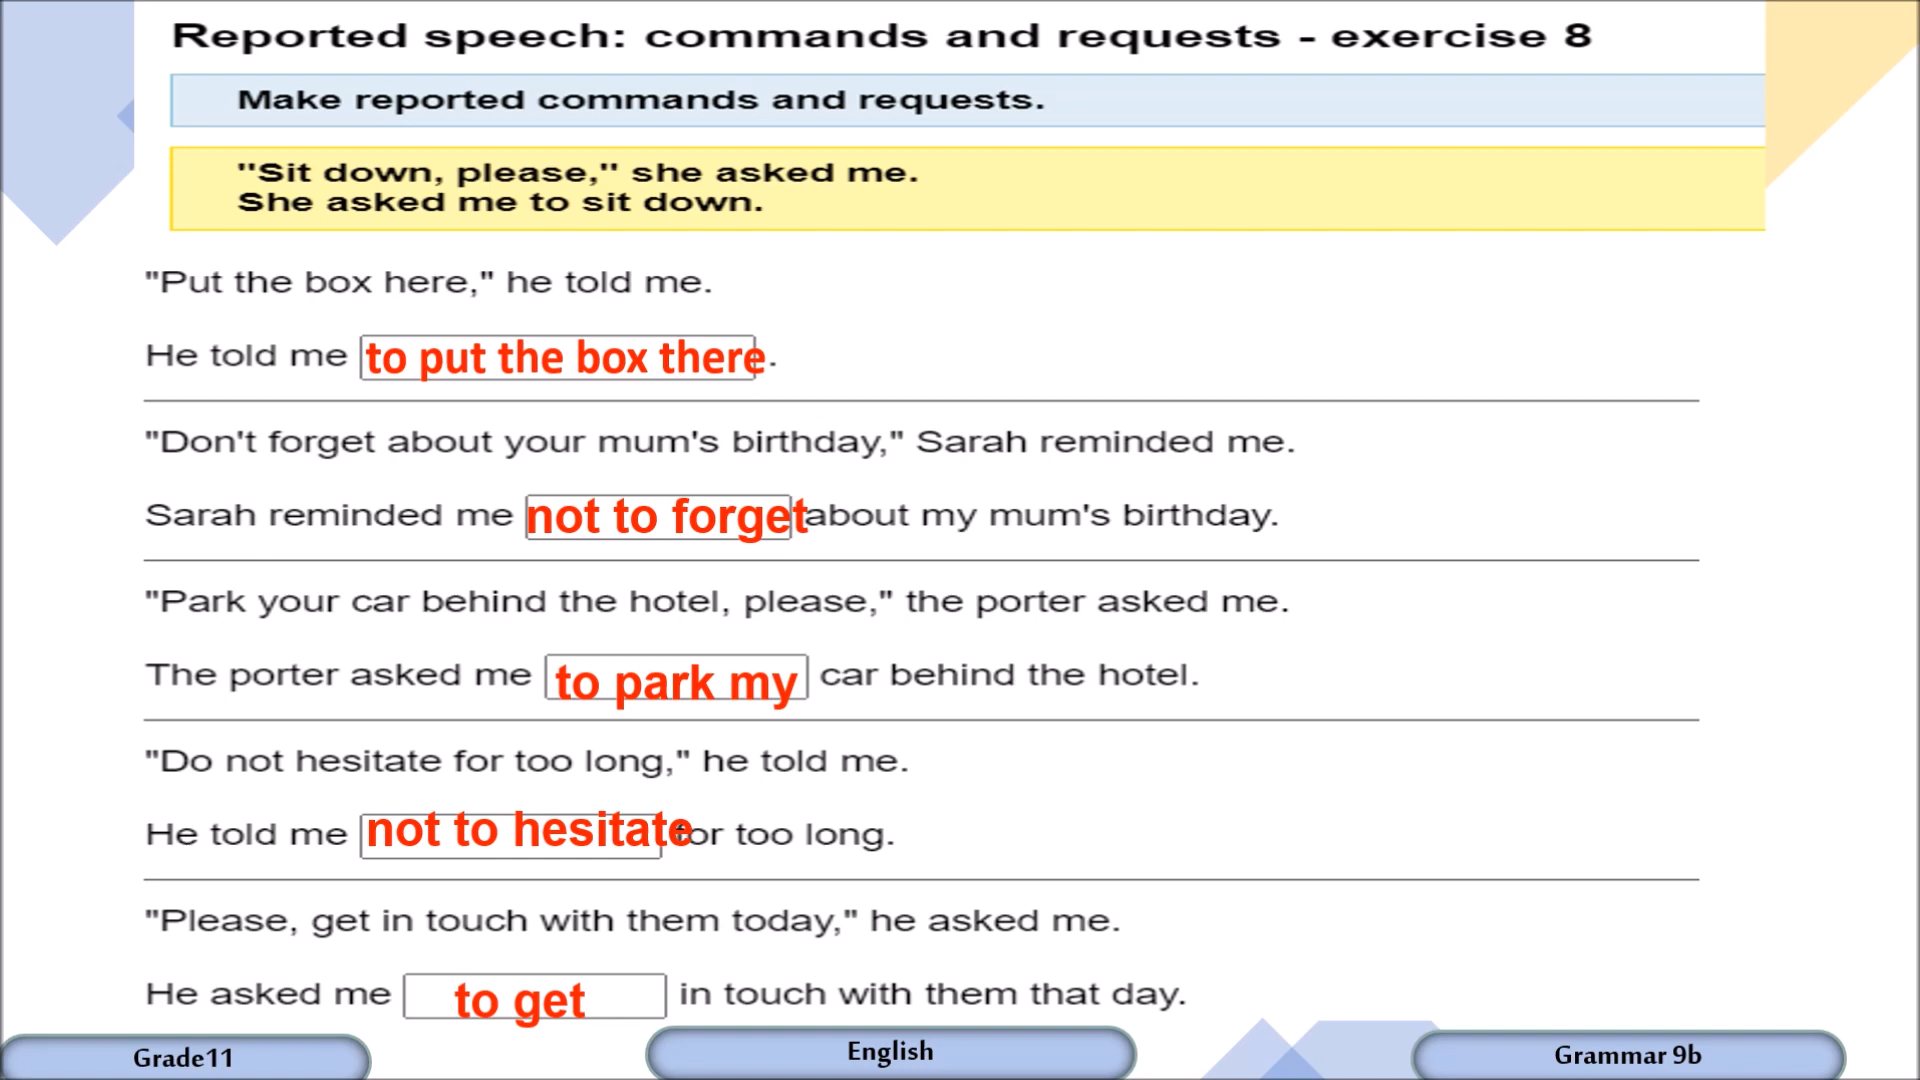 Reported speech: commands and requests - exercise 8
Make reported commands and requests.
"Sit down, please," she asked me.
She asked me to sit down.
"Put the box here," he told me.
He told me to put the box there.
"Don't forget about your mum's birthday," Sarah reminded me.
Sarah reminded me not to forget about my mum's birthday.
"Park your car behind the hotel, please," the porter asked me.
The porter asked me to park my car behind the hotel.
"Do not hesitate for too long," he told me.
He told me not to hesitate for too long.
"Please, get in touch with them today," he asked me.
He asked me to get in touch with them that day.
Grade11
English
Grammar 9b